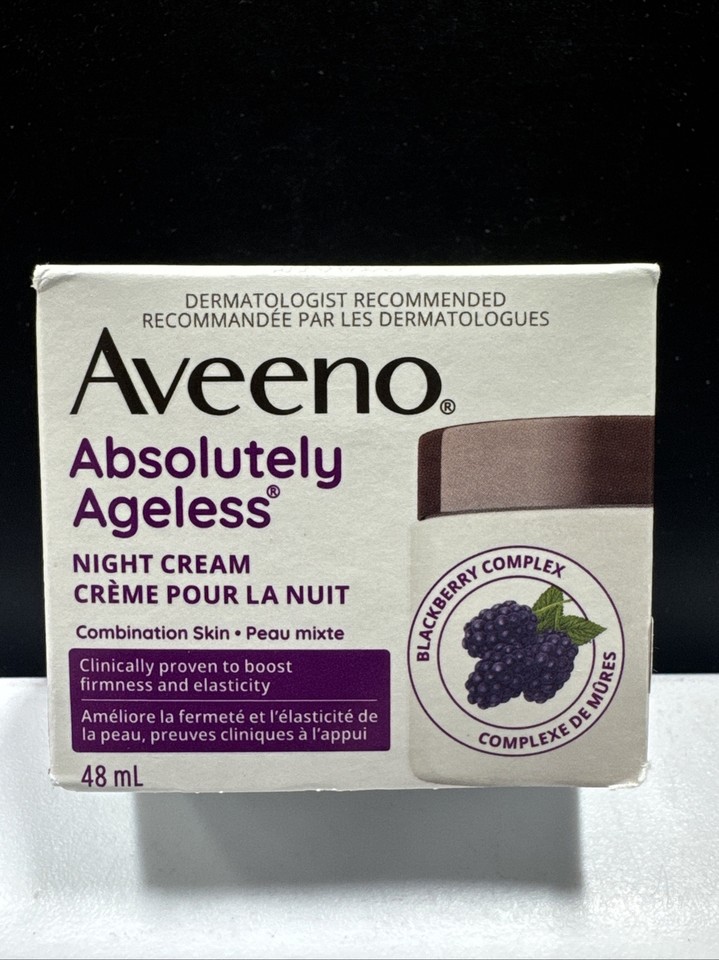 DERMATOLOGIST RECOMMENDED
RECOMMANDÉE PAR LES DERMATOLOGUES
Aveeno®
Absolutely
Ageless®
NIGHT CREAM
CRÈME POUR LA NUIT
Combination Skin • Peau mixte
Clinically proven to boost
firmness and elasticity
Améliore la fermeté et l'élasticité de
la peau, preuves cliniques à l'appui
48 mL
BLACKBERRY COMPLEX
COMPLEXE DE MÛRES